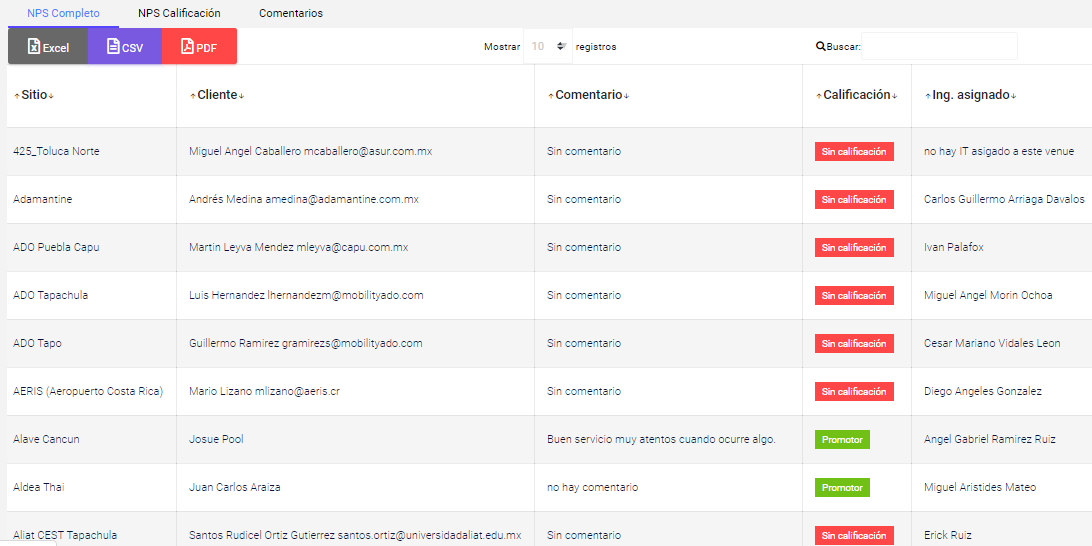 NPS Completo NPS Calificación Comentarios
Excel CSV PDF Mostrar 10 registros Buscar:
↑Sitio↓ ↑Cliente↓ ↑Comentario↓ ↑Calificación↓ ↑Ing. asignado↓
425_Toluca Norte Miguel Angel Caballero mcaballero@asur.com.mx Sin comentario Sin calificación no hay IT asigado a este venue
Adamantine Andrés Medina amedina@adamantine.com.mx Sin comentario Sin calificación Carlos Guillermo Arriaga Davalos
ADO Puebla Capu Martin Leyva Mendez mleyva@capu.com.mx Sin comentario Sin calificación Ivan Palafox
ADO Tapachula Luis Hernandez lhernandezm@mobilityado.com Sin comentario Sin calificación Miguel Angel Morin Ochoa
ADO Tapo Guillermo Ramirez gramirezs@mobilityado.com Sin comentario Sin calificación Cesar Mariano Vidales Leon
AERIS (Aeropuerto Costa Rica) Mario Lizano mlizano@aeris.cr Sin comentario Sin calificación Diego Angeles Gonzalez
Alave Cancun Josue Pool Buen servicio muy atentos cuando ocurre algo. Promotor Angel Gabriel Ramirez Ruiz
Aldea Thai Juan Carlos Araiza no hay comentario Promotor Miguel Aristides Mateo
Aliat CEST Tapachula Santos Rudicel Ortiz Gutierrez santos.ortiz@universidadaliat.edu.mx Sin comentario Sin calificación Erick Ruiz